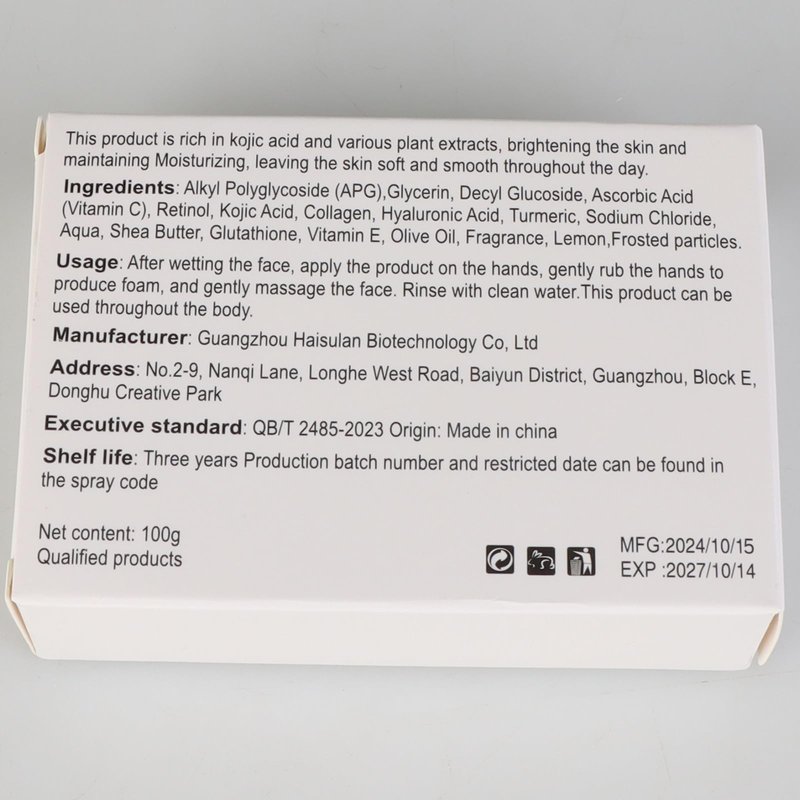 This product is rich in kojic acid and various plant extracts, brightening the skin and
maintaining Moisturizing, leaving the skin soft and smooth throughout the day.
Ingredients: Alkyl Polyglycoside (APG),Glycerin, Decyl Glucoside, Ascorbic Acid
(Vitamin C), Retinol, Kojic Acid, Collagen, Hyaluronic Acid, Turmeric, Sodium Chloride,
Aqua, Shea Butter, Glutathione, Vitamin E, Olive Oil, Fragrance, Lemon,Frosted particles.
Usage: After wetting the face, apply the product on the hands, gently rub the hands to
produce foam, and gently massage the face. Rinse with clean water.This product can be
used throughout the body.
Manufacturer: Guangzhou Haisulan Biotechnology Co, Ltd
Address: No.2-9, Nanqi Lane, Longhe West Road, Baiyun District, Guangzhou, Block E,
Donghu Creative Park
Executive standard: QB/T 2485-2023 Origin: Made in china
Shelf life: Three years Production batch number and restricted date can be found in
the spray code
Net content: 100g
Qualified products
MFG:2024/10/15
EXP :2027/10/14